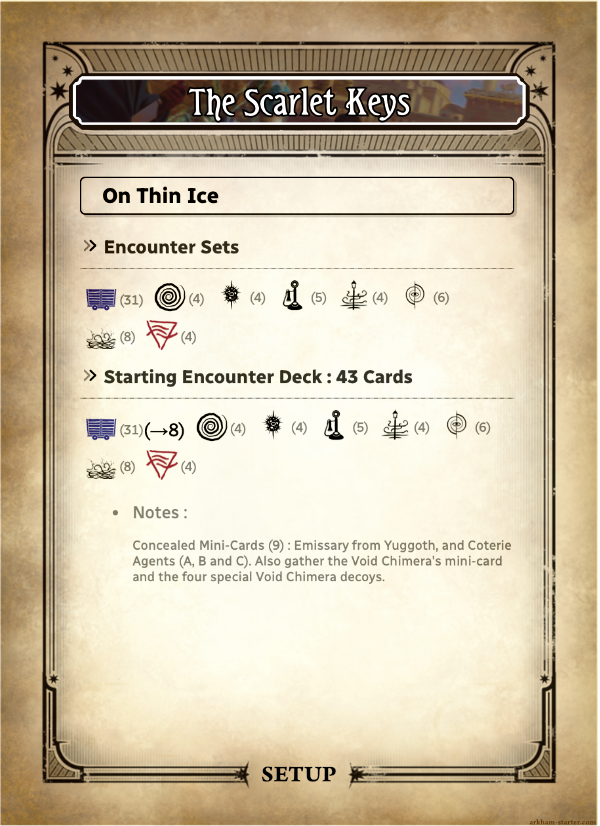 The Scarlet Keys
On Thin Ice
Encounter Sets
(31) (4) (4) (5) (4) (6)
(8) (4)
Starting Encounter Deck : 43 Cards
(31)(→8) (4) (4) (5) (4) (6)
(8) (4)
• Notes :
Concealed Mini-Cards (9) : Emissary from Yuggoth, and Coterie
Agents (A, B and C). Also gather the Void Chimera's mini-card
and the four special Void Chimera decoys.
SETUP
arkham-starter.com